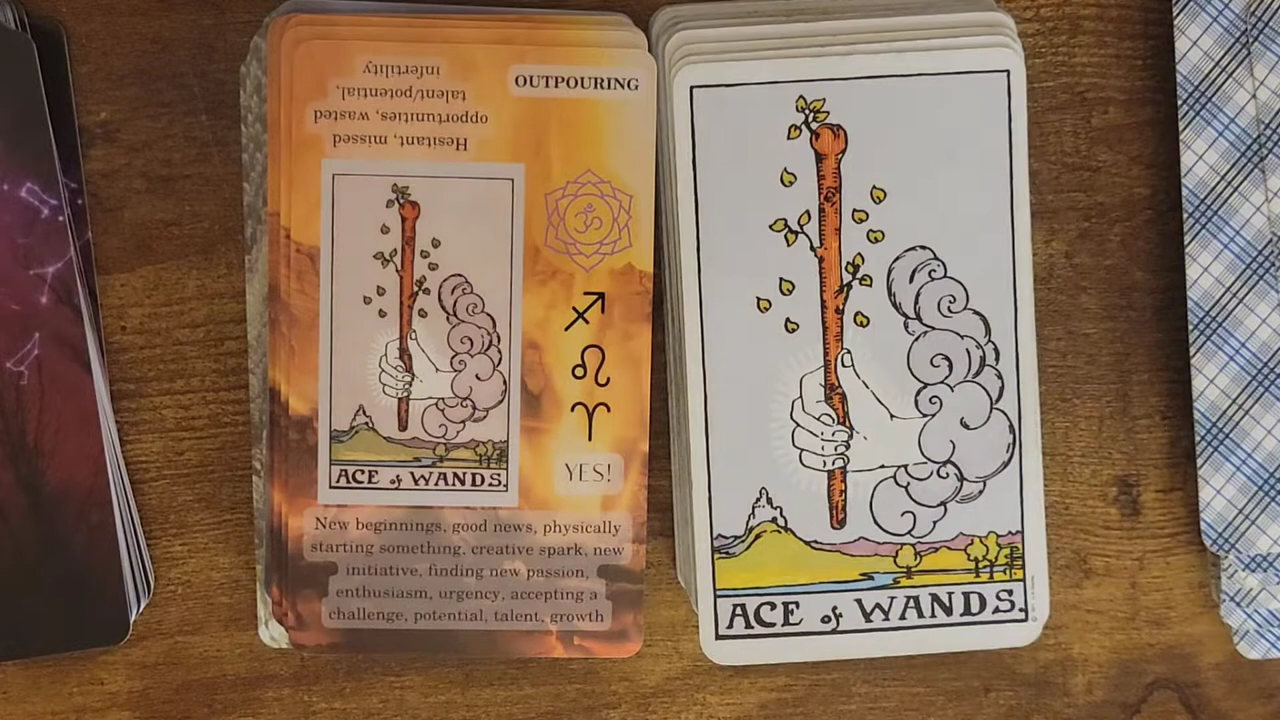 Hesitant, missed
opportunities, wasted
talent/potential,
infertility
OUTPOURING
ॐ
♐
♌
♈
YES!
ACE of WANDS.
New beginnings, good news, physically
starting something, creative spark, new
initiative, finding new passion,
enthusiasm, urgency, accepting a
challenge, potential, talent, growth
ACE of WANDS.